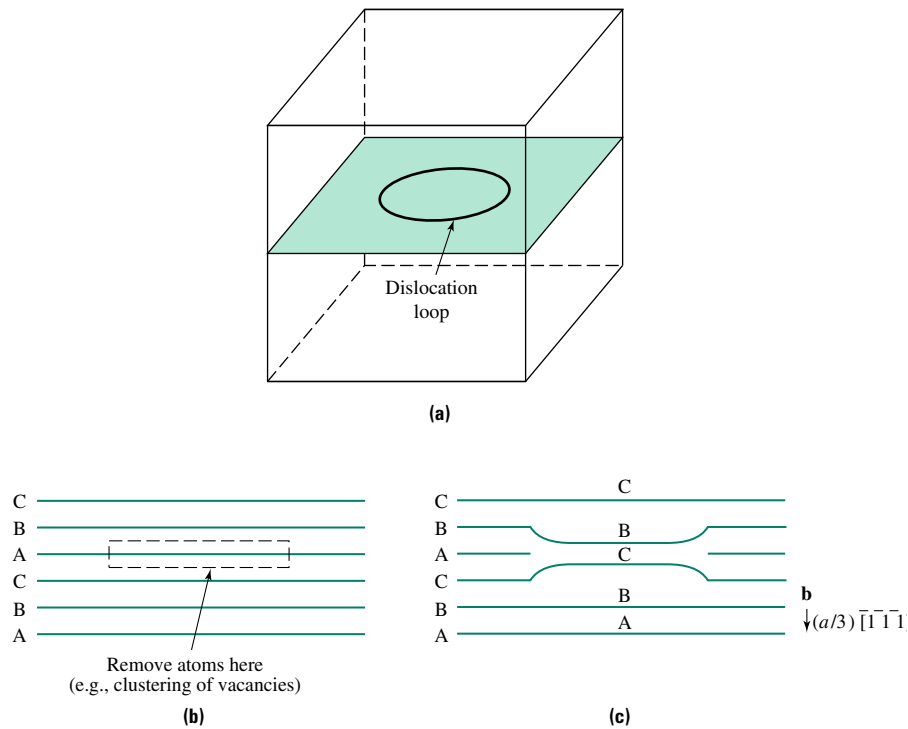 Dislocation
loop
(a)
C
B
A
C
B
A
Remove atoms here
(e.g., clustering of vacancies)
(b)
C
B
A
C
B
A
C
B
C
B
A
b
(a/3) [1̅ 1̅ 1̅]
(c)